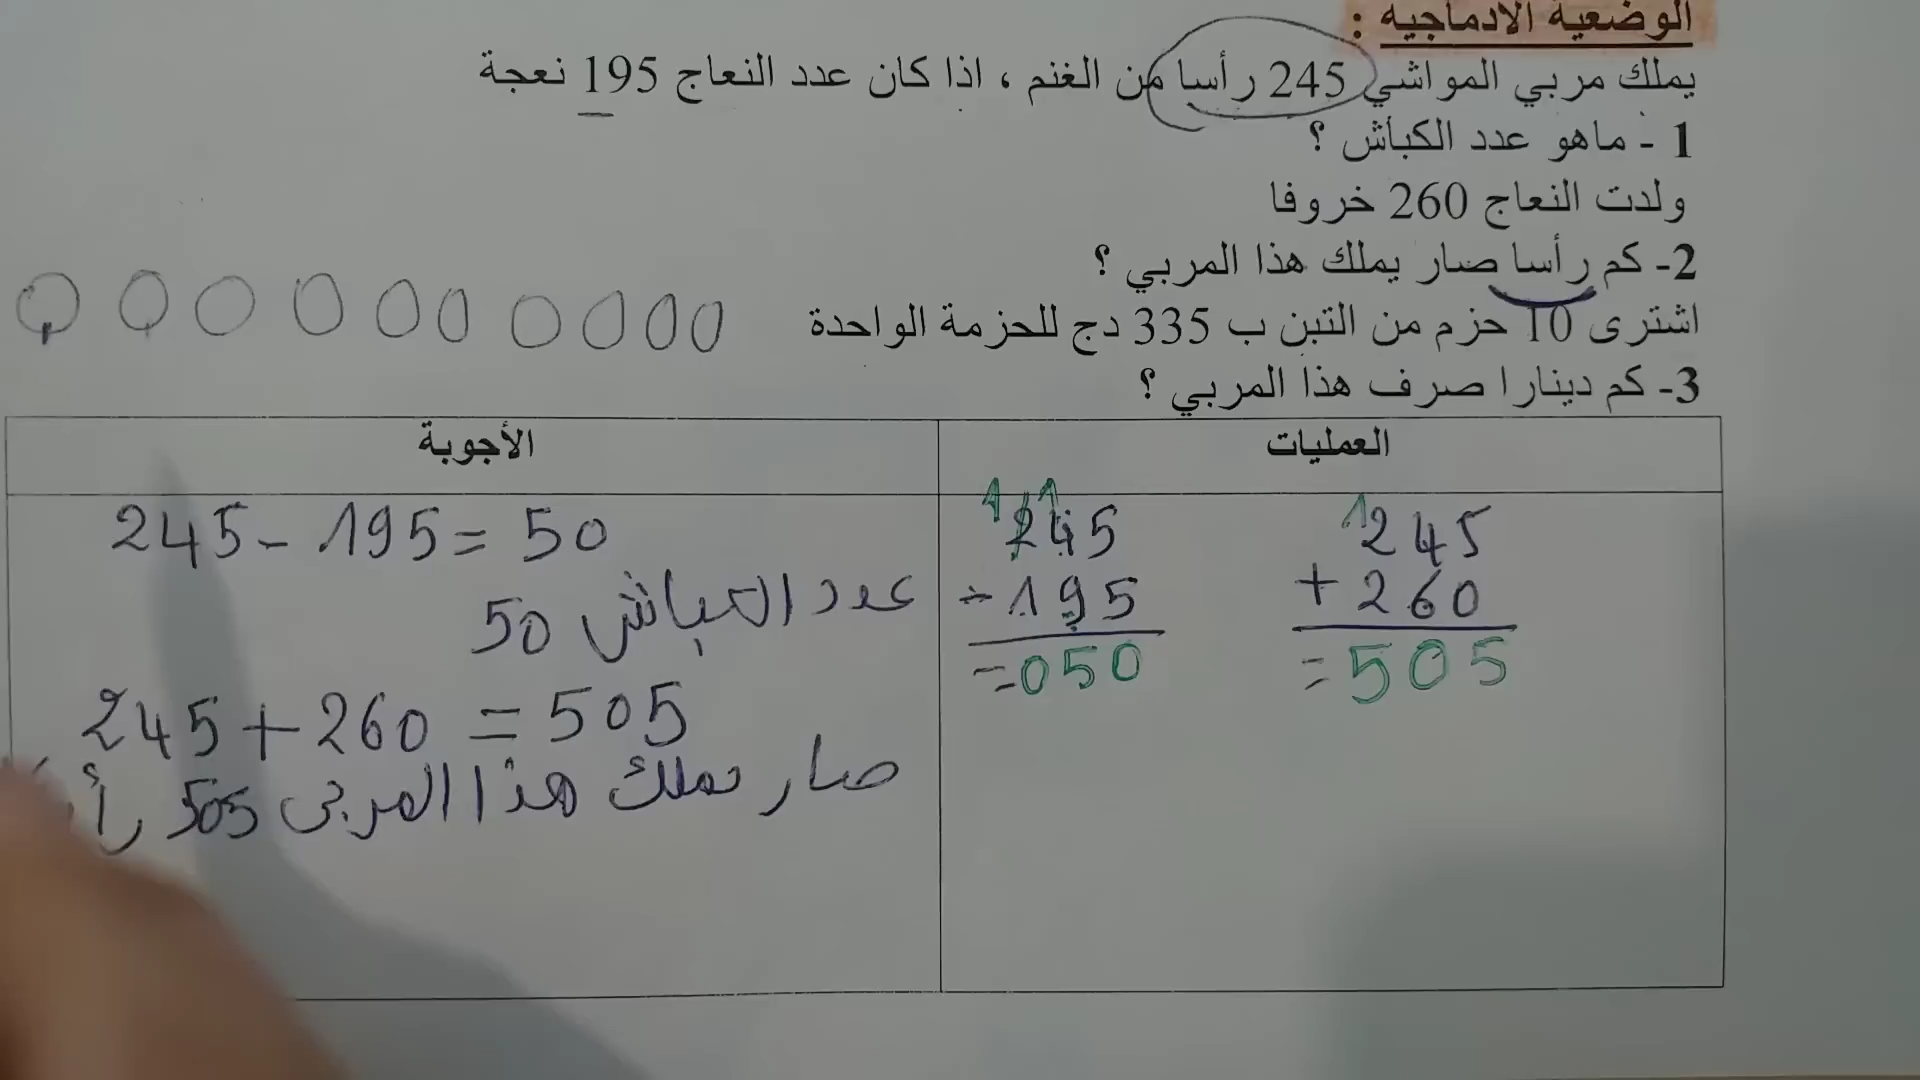 الوضعية الادماجية :
يملك مربي المواشي 245 رأسا من الغنم ، اذا كان عدد النعاج 195 نعجة
1 - ماهو عدد الكباش ؟
ولدت النعاج 260 خروفا
2- كم رأسا صار يملك هذا المربي ؟
اشترى 10 حزم من التبن ب 335 دج للحزمة الواحدة
3- كم دينارا صرف هذا المربي ؟
العمليات
1 245
+ 260
= 505
1 1
245
- 195
= 050
الأجوبة
245 - 195 = 50
عدد الكباش 50
245 + 260 = 505
صار يملك هذا المربي 505